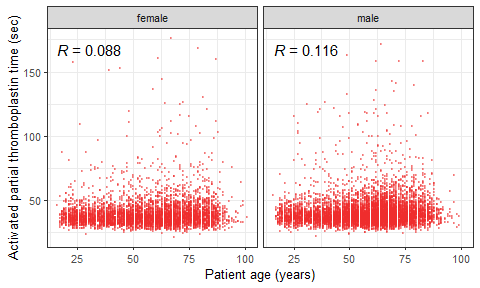 female
male
R = 0.088
R = 0.116
Activated partial thromboplastin time (sec)
150
100
50
25
50
75
100
25
50
75
100
Patient age (years)